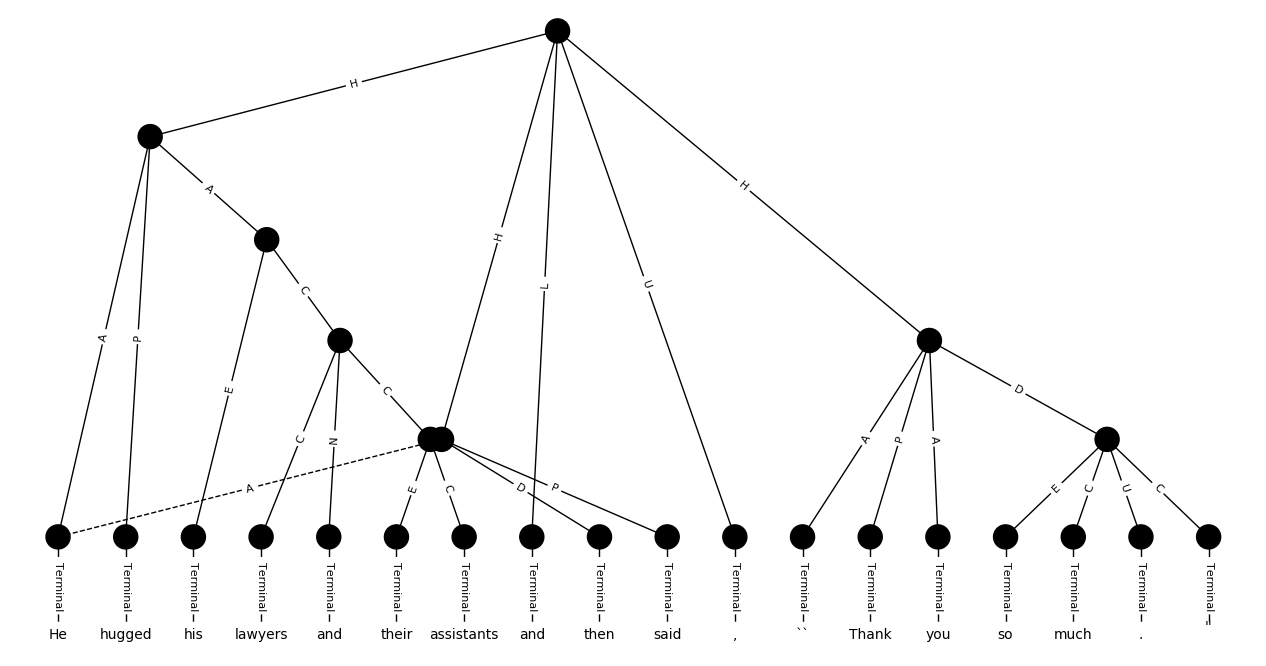 H
A
H
H
L
U
C
A
P
E
C
D
C
N
A
P
A
A
E
C
D
P
E
C
U
C
Terminal Terminal Terminal Terminal Terminal Terminal Terminal Terminal Terminal Terminal Terminal Terminal Terminal Terminal Terminal Terminal Terminal Terminal
He hugged his lawyers and their assistants and then said , `` Thank you so much . "